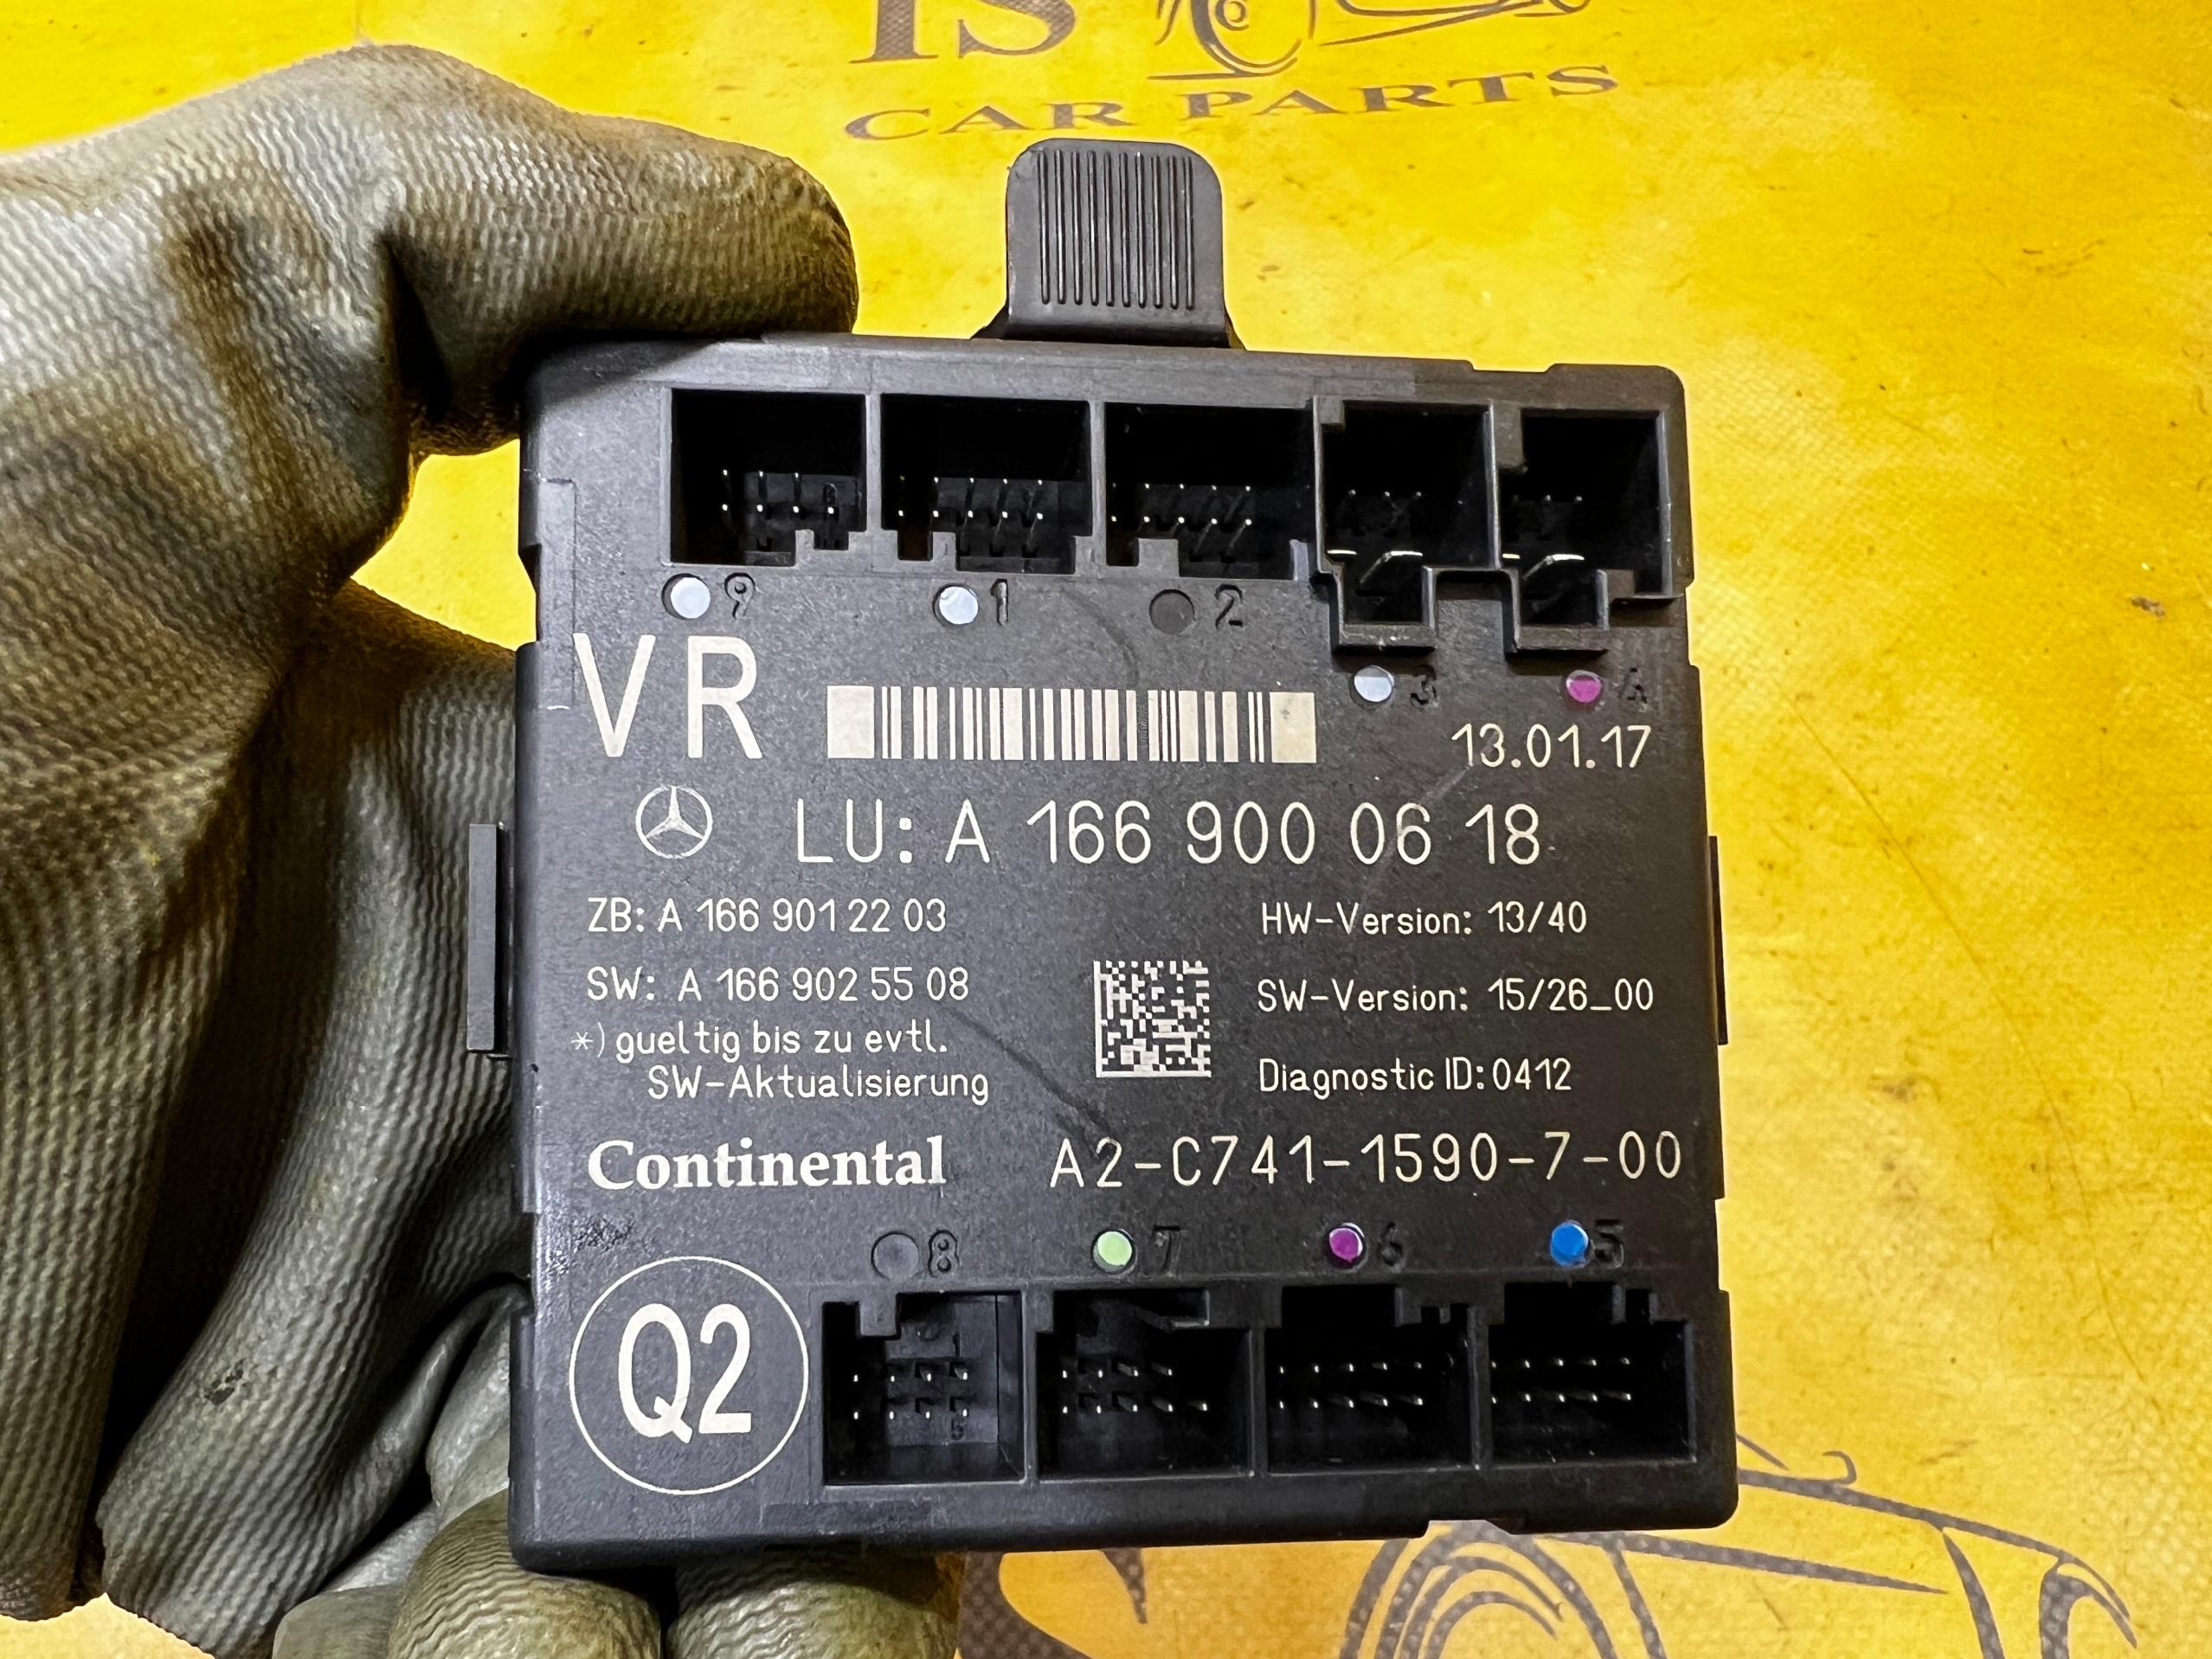 IS
CAR PARTS
9 1 2
3 4
VR
13.01.17
LU: A 166 900 06 18
ZB: A 166 901 22 03
HW-Version: 13/40
SW: A 166 902 55 08
SW-Version: 15/26_00
*) gueltig bis zu evtl.
SW-Aktualisierung
Diagnostic ID: 0412
Continental
A2-C741-1590-7-00
8 7 6 5
Q2